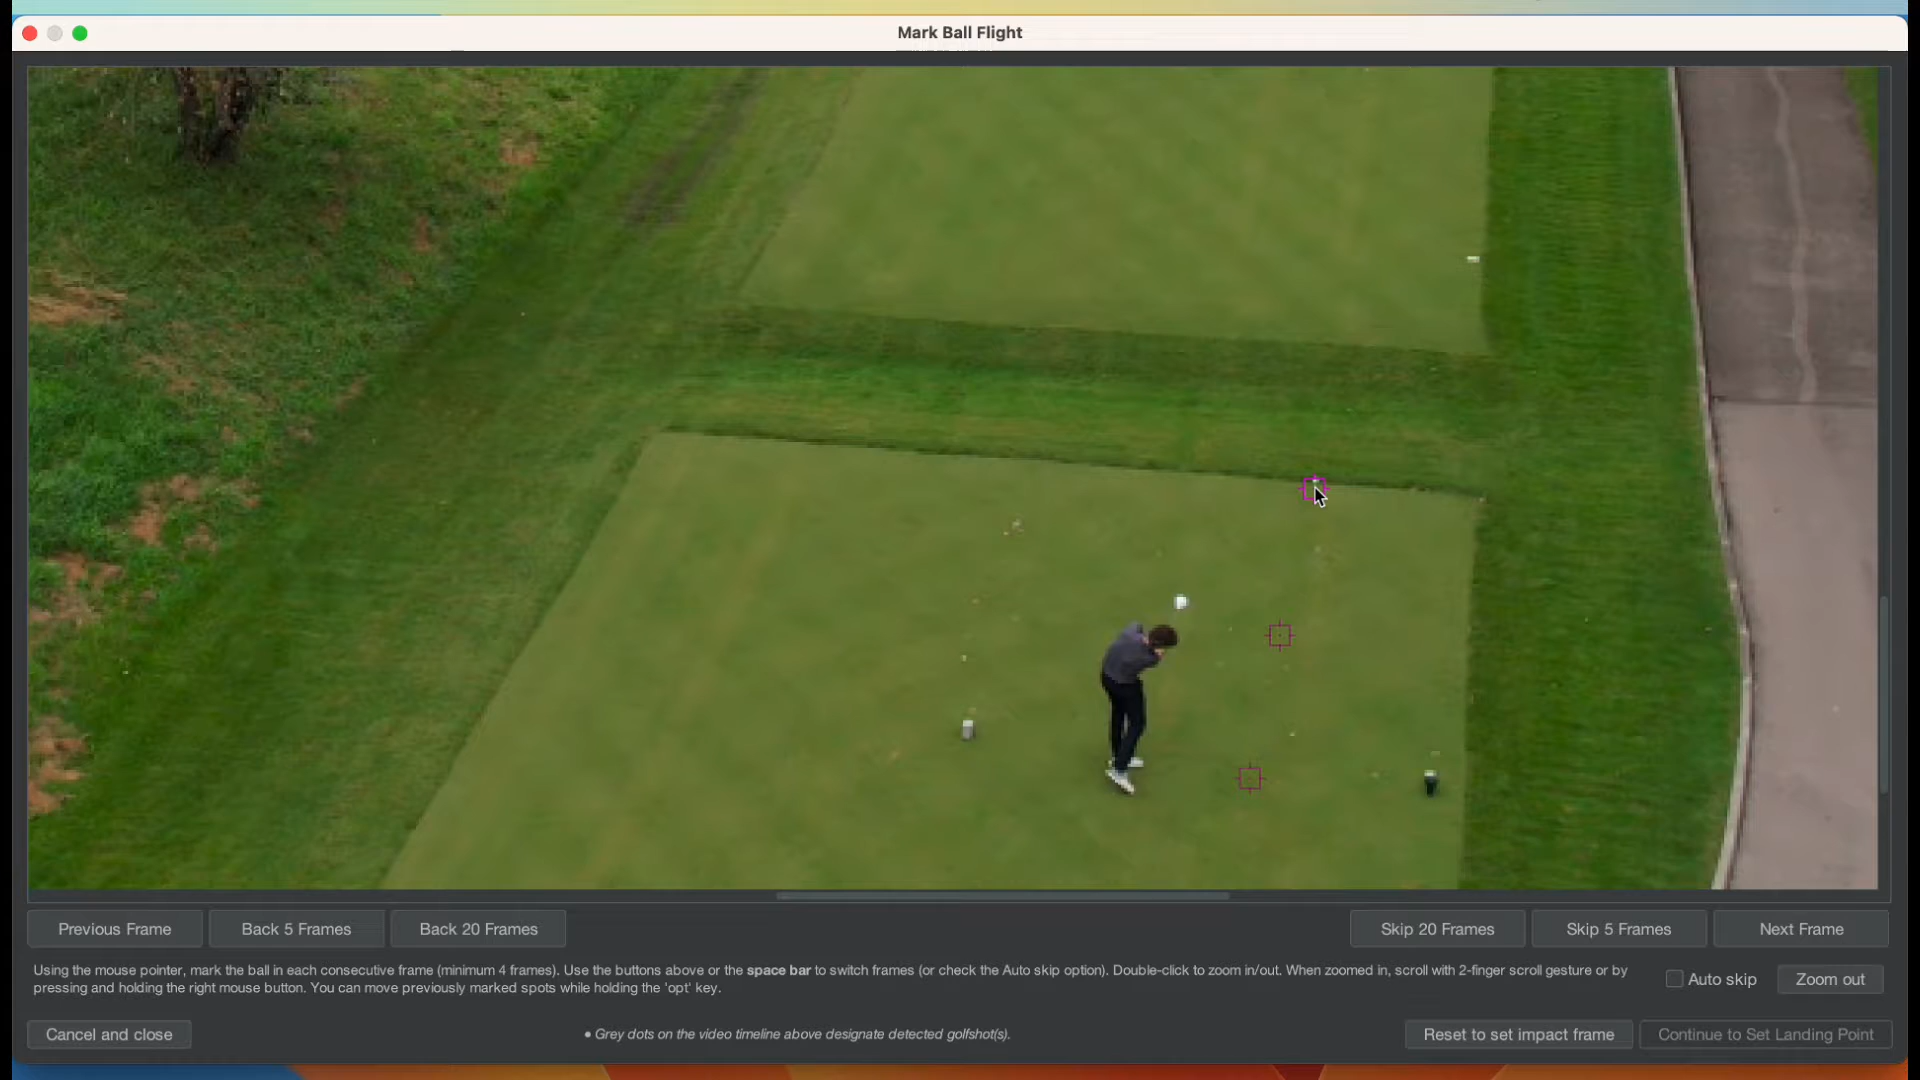 Mark Ball Flight
Previous Frame
Back 5 Frames
Back 20 Frames
Skip 20 Frames
Skip 5 Frames
Next Frame
Using the mouse pointer, mark the ball in each consecutive frame (minimum 4 frames). Use the buttons above or the space bar to switch frames (or check the Auto skip option). Double-click to zoom in/out. When zoomed in, scroll with 2-finger scroll gesture or by
pressing and holding the right mouse button. You can move previously marked spots while holding the 'opt' key.
Auto skip
Zoom out
Cancel and close
• Grey dots on the video timeline above designate detected golfshot(s).
Reset to set impact frame
Continue to Set Landing Point